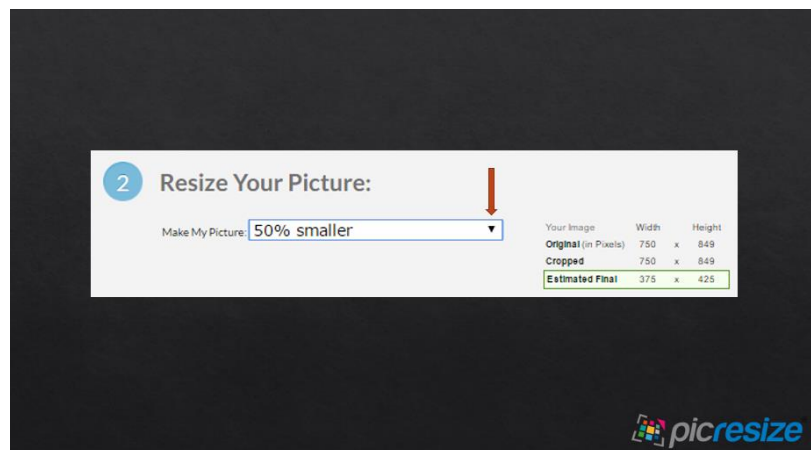 2 Resize Your Picture:
Make My Picture: 50% smaller
Your Image Width Height
Original (in Pixels) 750 x 849
Cropped 750 x 849
Estimated Final 375 x 425
picresize